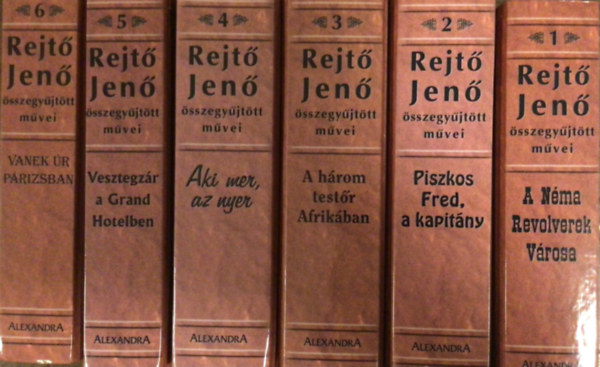 6
Rejtő
Jenő
összegyűjtött
művei
VANEK ÚR
PÁRIZSBAN
ALEXANDRA
5
Rejtő
Jenő
összegyűjtött
művei
Vesztegzár
a Grand
Hotelben
ALEXANDRA
4
Rejtő
Jenő
összegyűjtött
művei
Aki mer,
az nyer
ALEXANDRA
3
Rejtő
Jenő
összegyűjtött
művei
A három
testőr
Afrikában
ALEXANDRA
2
Rejtő
Jenő
összegyűjtött
művei
Piszkos
Fred,
a kapitány
ALEXANDRA
1
Rejtő
Jenő
összegyűjtött
művei
A Néma
Revolverek
Városa
ALEXANDRA